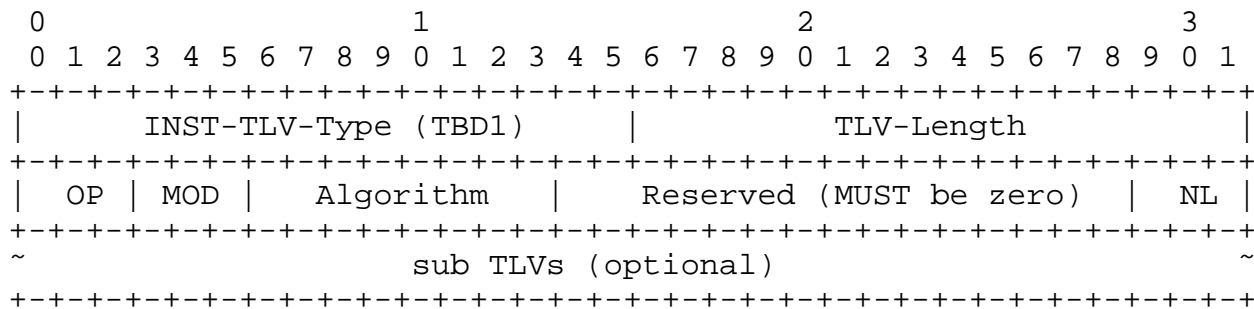 0                   1                   2                   3
 0 1 2 3 4 5 6 7 8 9 0 1 2 3 4 5 6 7 8 9 0 1 2 3 4 5 6 7 8 9 0 1
+-+-+-+-+-+-+-+-+-+-+-+-+-+-+-+-+-+-+-+-+-+-+-+-+-+-+-+-+-+-+-+-+
|      INST-TLV-Type (TBD1)     |          TLV-Length           |
+-+-+-+-+-+-+-+-+-+-+-+-+-+-+-+-+-+-+-+-+-+-+-+-+-+-+-+-+-+-+-+-+
|  OP | MOD |   Algorithm   |    Reserved (MUST be zero)  |  NL |
+-+-+-+-+-+-+-+-+-+-+-+-+-+-+-+-+-+-+-+-+-+-+-+-+-+-+-+-+-+-+-+-+
~                    sub TLVs (optional)                        ~
+-+-+-+-+-+-+-+-+-+-+-+-+-+-+-+-+-+-+-+-+-+-+-+-+-+-+-+-+-+-+-+-+